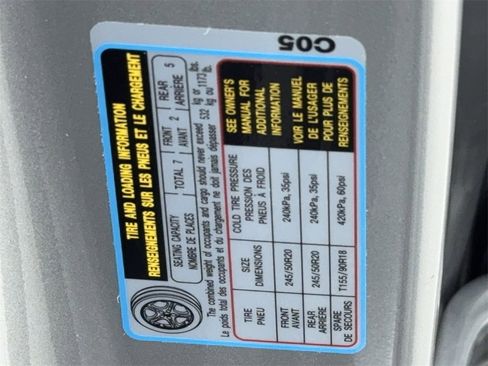 C05
TIRE AND LOADING INFORMATION
RENSEIGNEMENTS SUR LES PNEUS ET LE CHARGEMENT
SEATING CAPACITY
NOMBRE DE PLACES
TOTAL 7
FRONT
AVANT
2
REAR
ARRIÈRE
5
The combined weight of occupants and cargo should never exceed 532 kg or 1173 lbs.
Le poids total des occupants et du chargement ne doit jamais dépasser 532 kg ou 1173 lb.
TIRE
PNEU
SIZE
DIMENSIONS
COLD TIRE PRESSURE
PRESSION DES
PNEUS À FROID
SEE OWNER'S
MANUAL FOR
ADDITIONAL
INFORMATION
VOIR LE MANUEL
DE L'USAGER
POUR PLUS DE
RENSEIGNEMENTS
FRONT
AVANT
245/50R20
240kPa, 35psi
REAR
ARRIÈRE
245/50R20
240kPa, 35psi
SPARE
DE SECOURS
T155/90R18
420kPa, 60psi